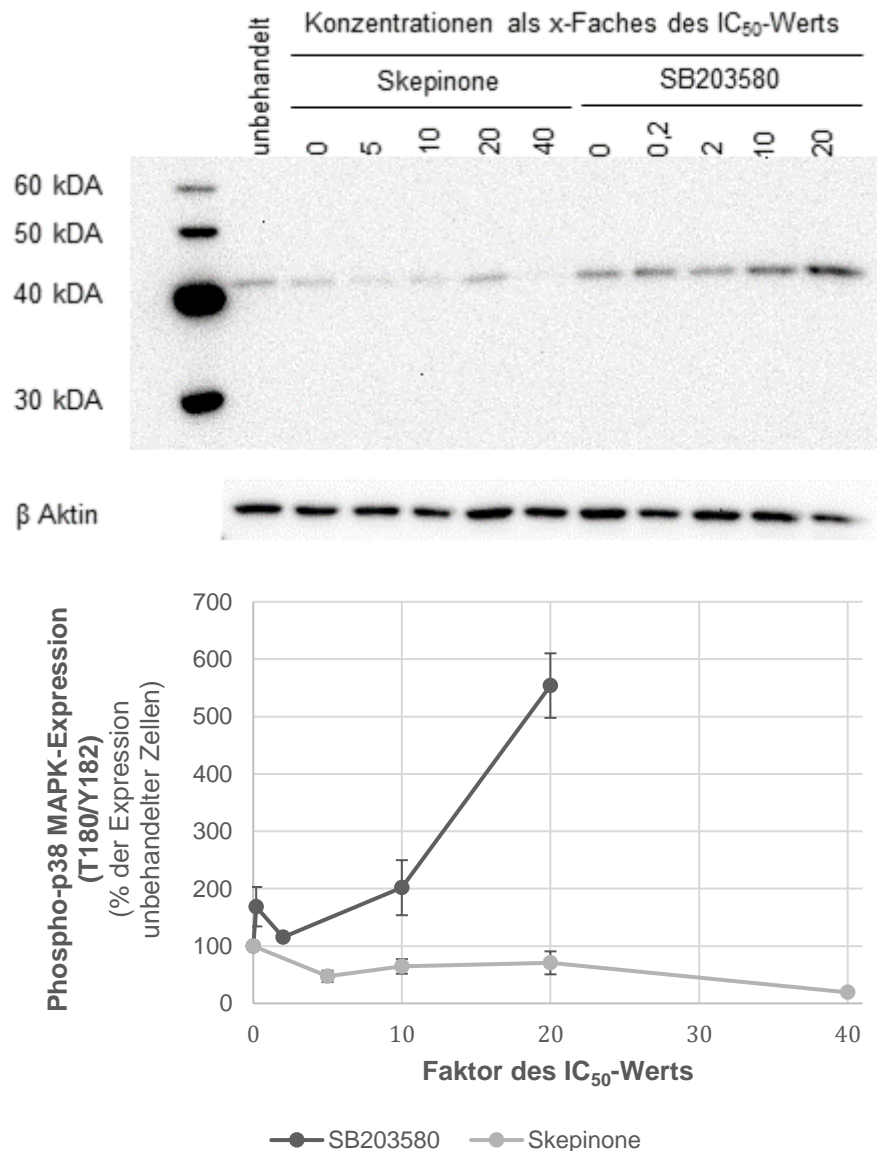 Konzentrationen als x-Faches des IC₅₀-Werts
unbehandelt
Skepinone
SB203580
0
5
10
20
40
0
0,2
2
10
20
60 kDA
50 kDA
40 kDA
30 kDA
β Aktin
Phospho-p38 MAPK-Expression
(T180/Y182)
(% der Expression
unbehandelter Zellen)
700
600
500
400
300
200
100
0
0
10
20
30
40
Faktor des IC₅₀-Werts
SB203580
Skepinone